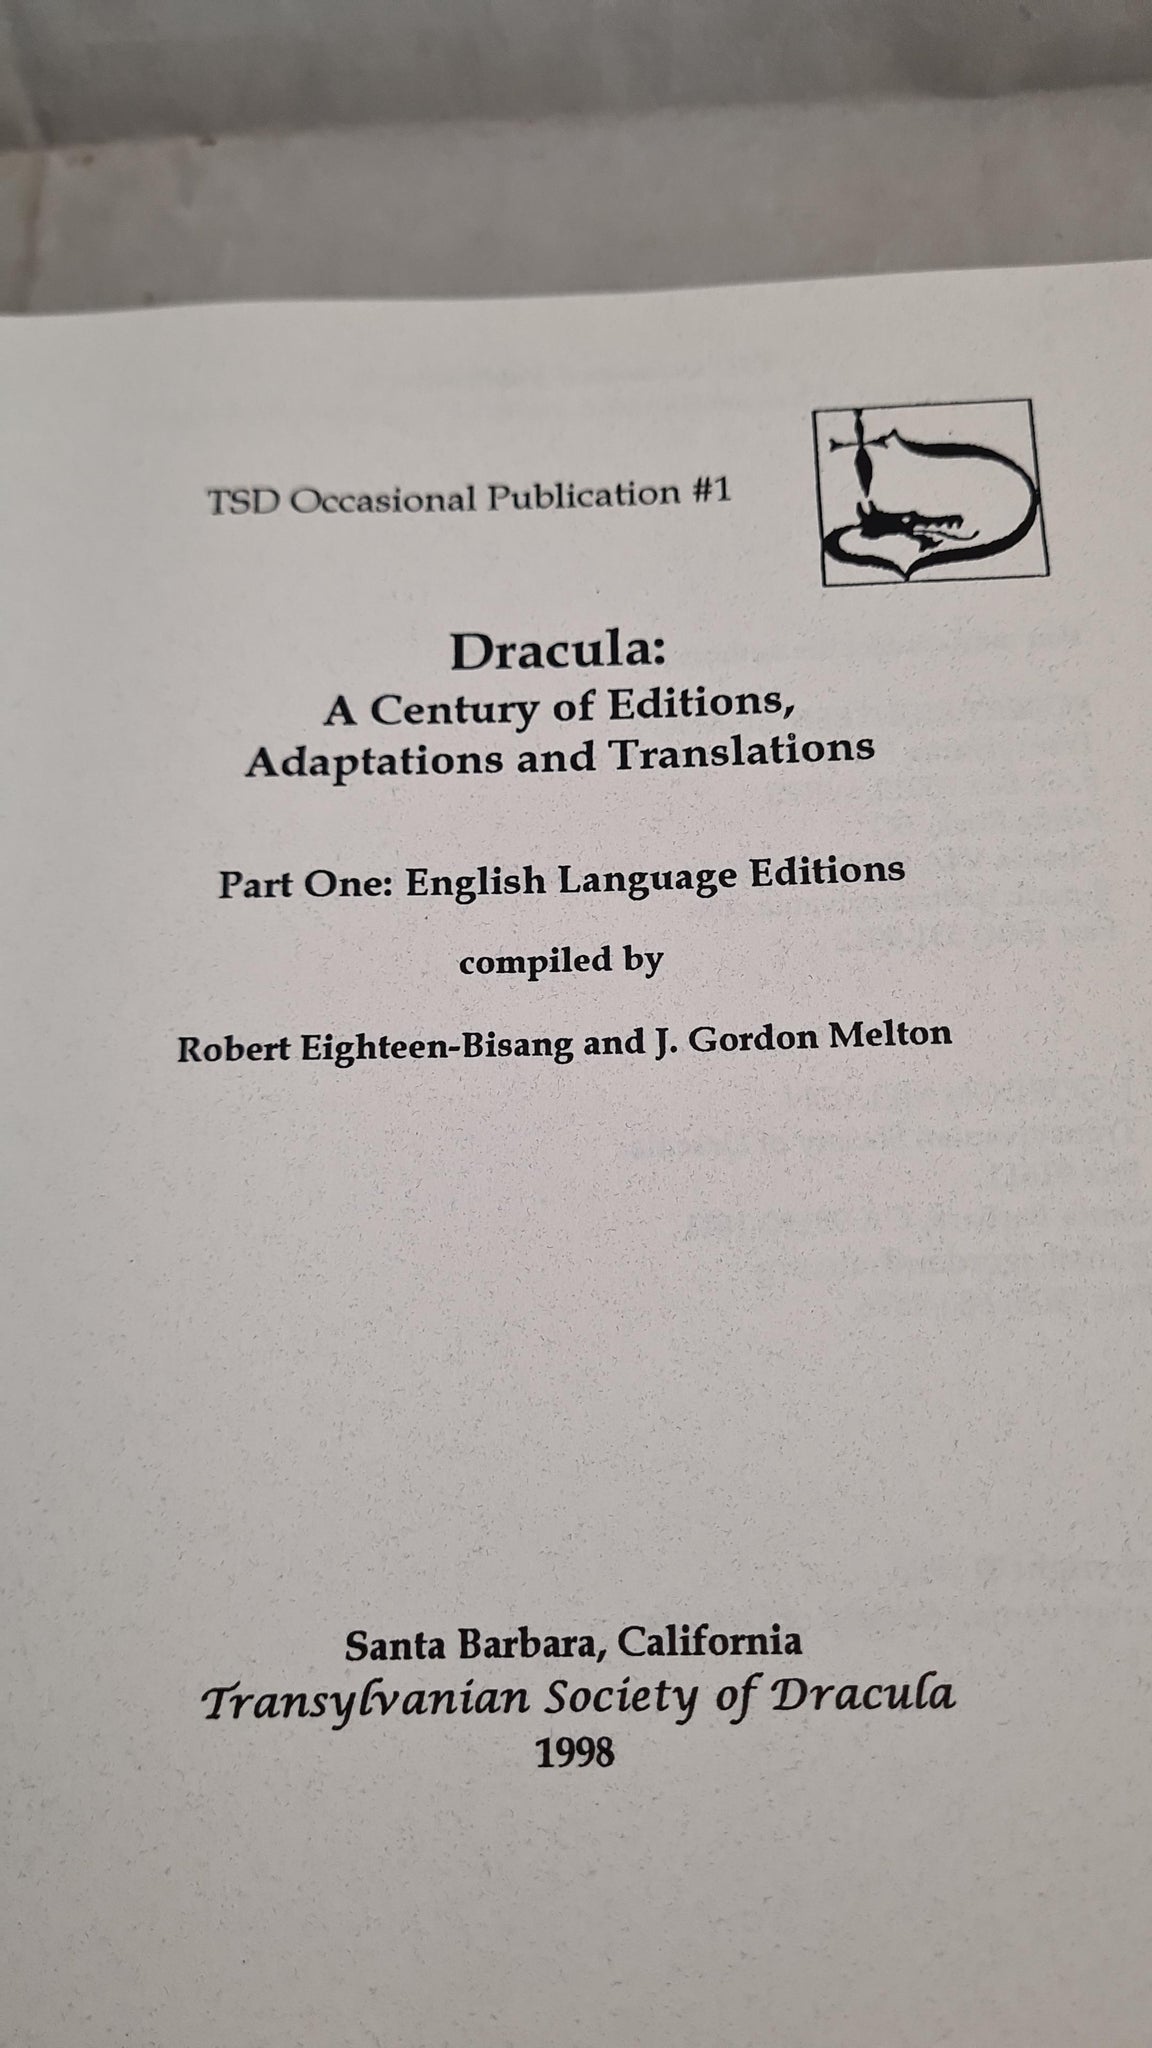 TSD Occasional Publication #1
Dracula:
A Century of Editions,
Adaptations and Translations
Part One: English Language Editions
compiled by
Robert Eighteen-Bisang and J. Gordon Melton
Santa Barbara, California
Transylvanian Society of Dracula
1998